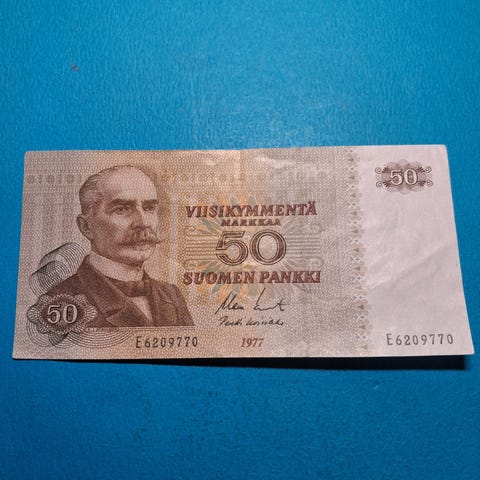 50
VIISIKYMMENTÄ
MARKKAA
50
SUOMEN PANKKI
50
E6209770
1977
E6209770